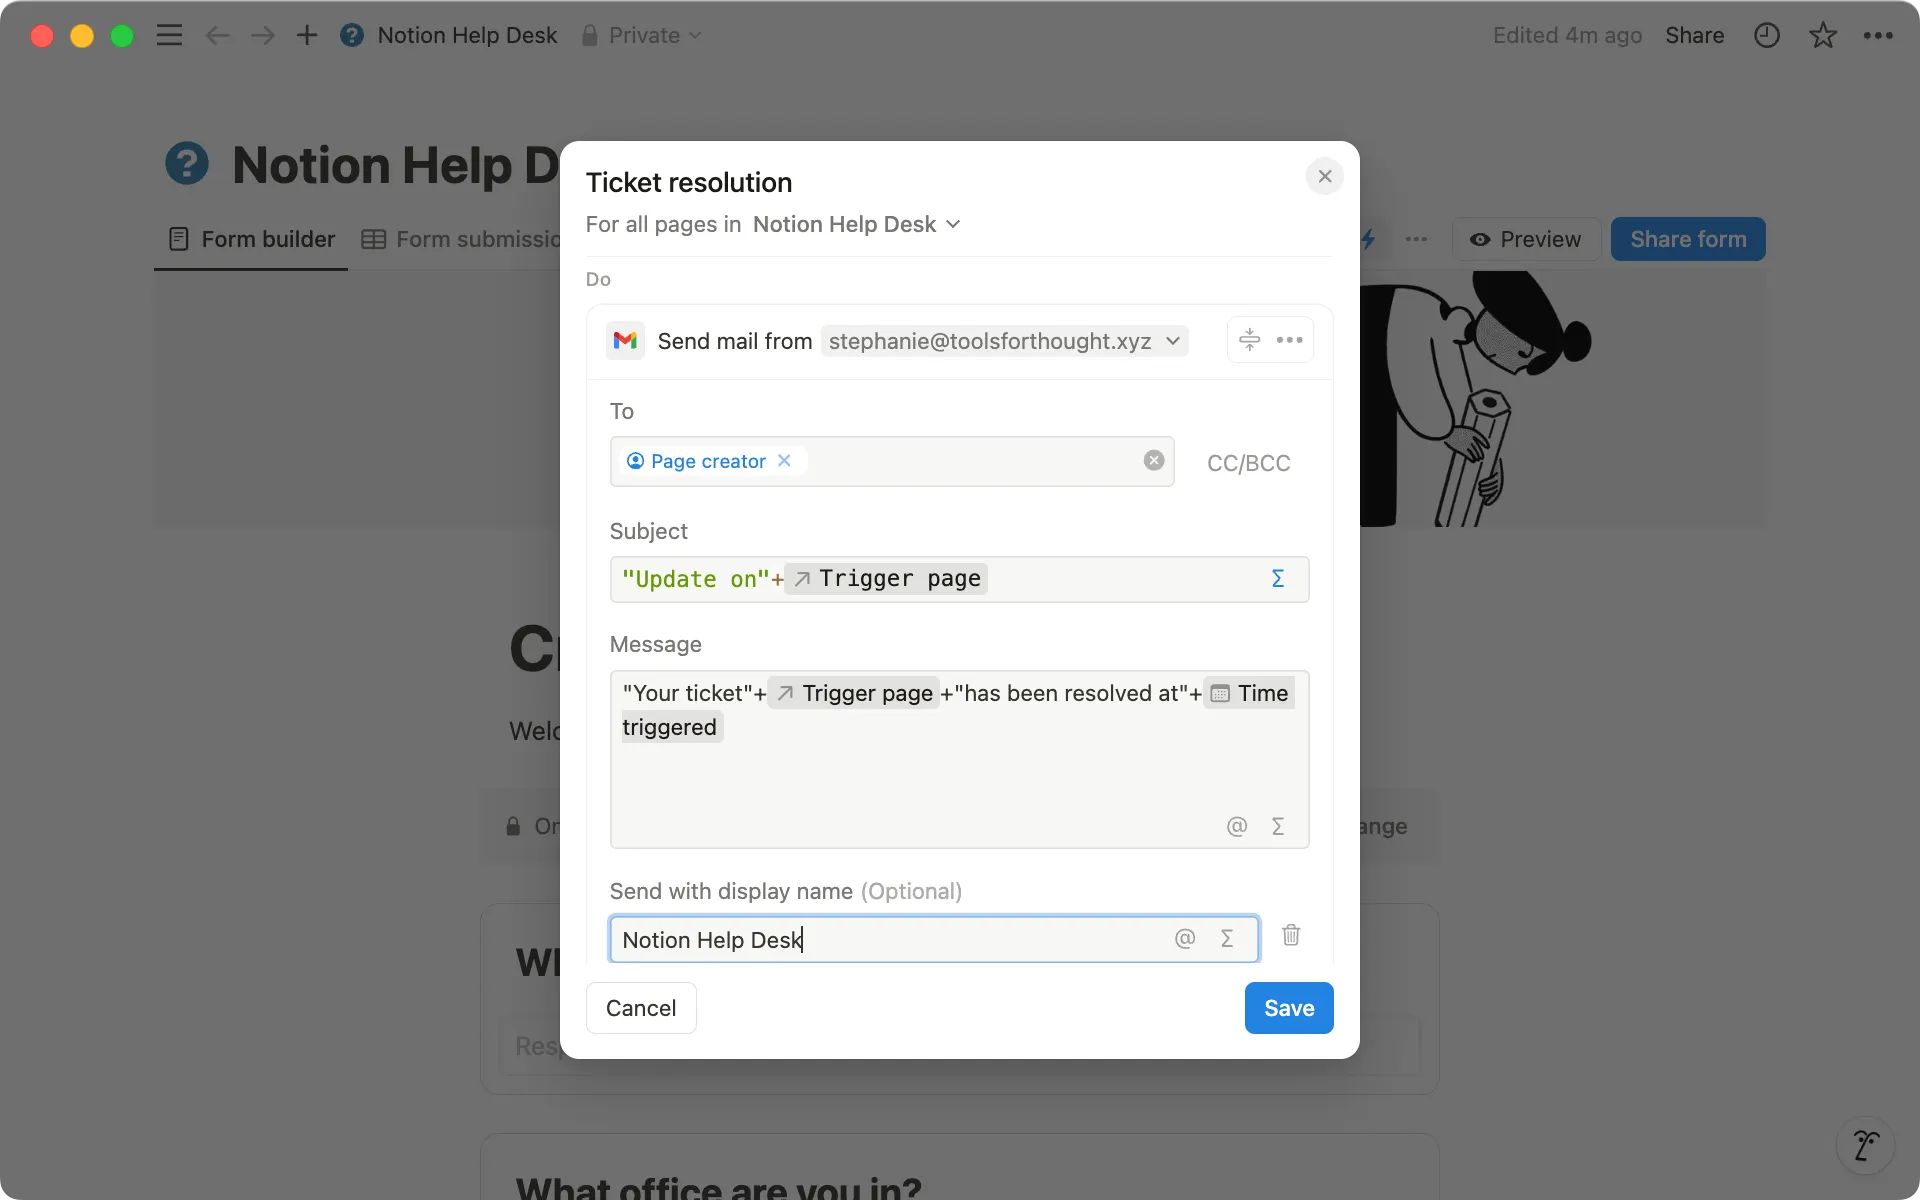 Notion Help Desk Private Edited 4m ago Share
Notion Help D
Form builder Form submissio Preview Share form
Ticket resolution
For all pages in Notion Help Desk
Do
Send mail from stephanie@toolsforthought.xyz
To
Page creator CC/BCC
Subject
"Update on"+ Trigger page Σ
Message
"Your ticket"+ Trigger page +"has been resolved at"+ Time
triggered
@ Σ
Send with display name (Optional)
Notion Help Desk @ Σ
Cancel Save
Welc
ange
What office are you in?